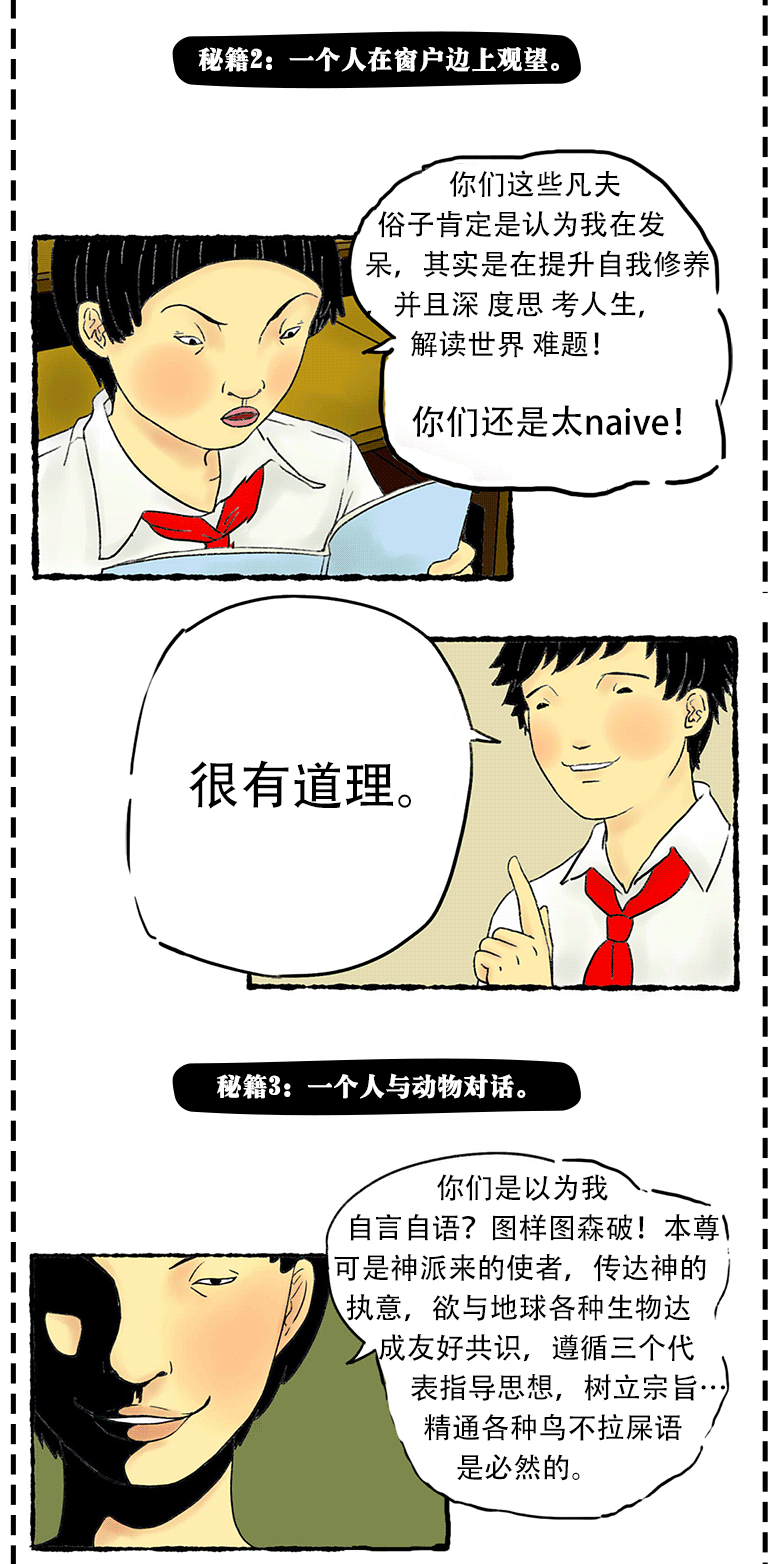 秘籍2：一个人在窗户边上观望。
你们这些凡夫
俗子肯定是认为我在发
呆，其实是在提升自我修养
并且深 度思 考人生，
解读世界 难题！
你们还是太naive！
很有道理。
秘籍3：一个人与动物对话。
你们是以为我
自言自语？图样图森破！本尊
可是神派来的使者，传达神的
执意，欲与地球各种生物达
成友好共识，遵循三个代
表指导思想，树立宗旨…
精通各种鸟不拉屎语
是必然的。